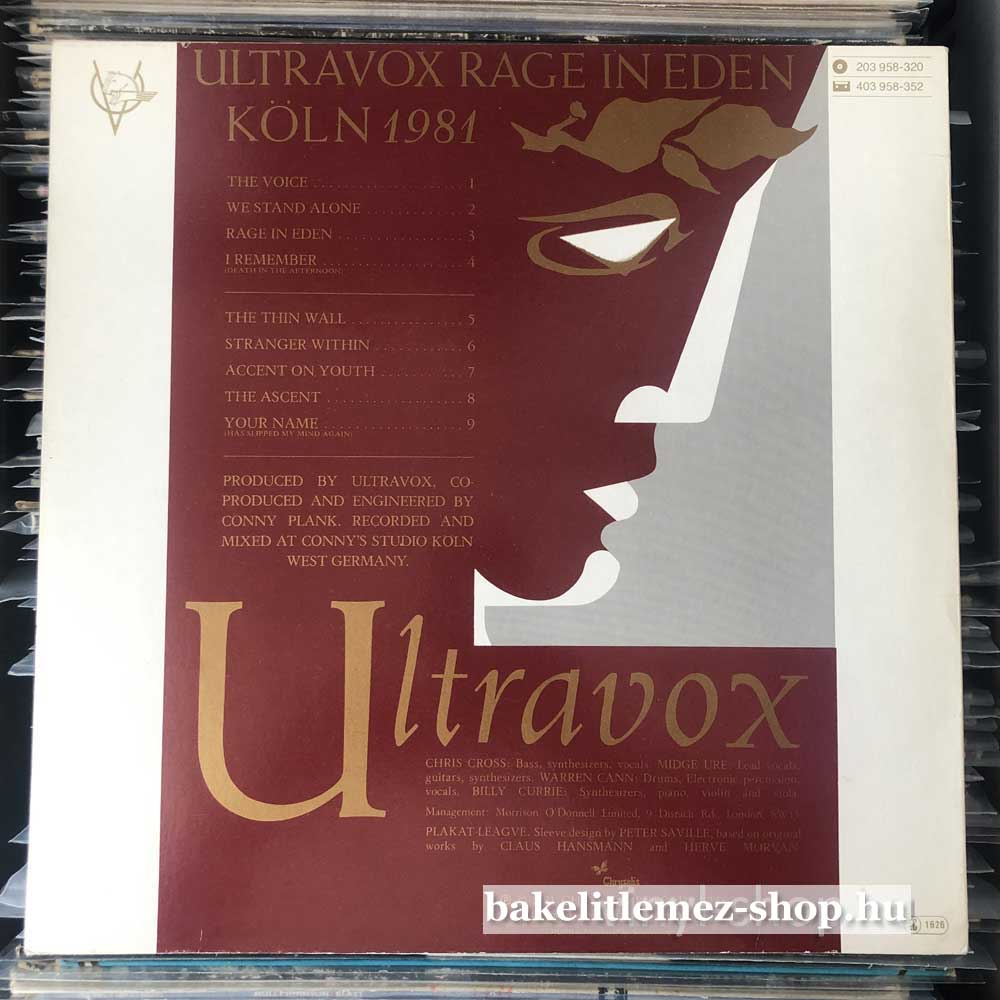 ULTRAVOX RAGE IN EDEN
KÖLN 1981
203 958-320
403 958-352
THE VOICE . . . . . . . . . . . . . . . . . . 1
WE STAND ALONE . . . . . . . . . . . . 2
RAGE IN EDEN . . . . . . . . . . . . . . . 3
I REMEMBER . . . . . . . . . . . . . . . . . 4
(DEATH IN THE AFTERNOON)
THE THIN WALL . . . . . . . . . . . . . . 5
STRANGER WITHIN . . . . . . . . . . . 6
ACCENT ON YOUTH . . . . . . . . . . 7
THE ASCENT . . . . . . . . . . . . . . . . . 8
YOUR NAME . . . . . . . . . . . . . . . . . 9
(HAS SLIPPED MY MIND AGAIN)
PRODUCED BY ULTRAVOX, CO-
PRODUCED AND ENGINEERED BY
CONNY PLANK. RECORDED AND
MIXED AT CONNY'S STUDIO KÖLN
WEST GERMANY.
Ultravox
CHRIS CROSS: Bass, synthesizers, vocals. MIDGE URE: Lead vocals,
guitars, synthesizers. WARREN CANN: Drums, Electronic percussion,
vocals. BILLY CURRIE: Synthesizers, piano, violin and viola.
Management: Morrison O'Donnell Limited, 9 Disraeli Rd., London, SW15
PLAKAT-LEAGVE. Sleeve design by PETER SAVILLE, based on original
works by CLAUS HANSMANN and HERVE MORVAN
Chrysalis
bakelitlemez-shop.hu
1626